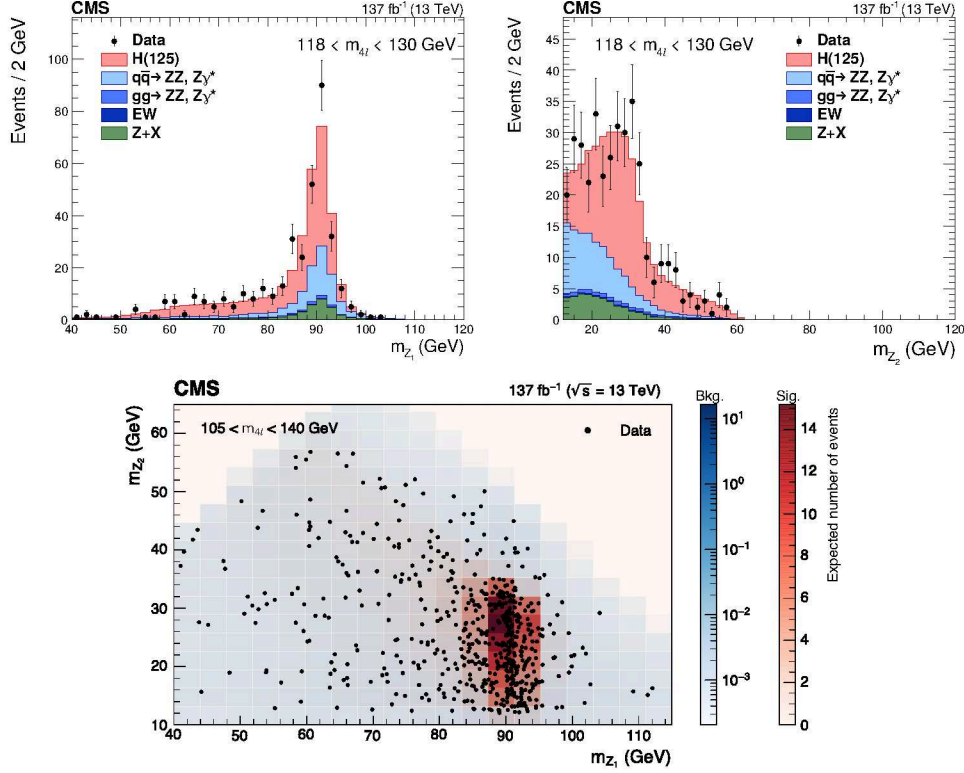 CMS 137 fb⁻¹ (13 TeV)
Events / 2 GeV
118 < m₄ₗ < 130 GeV
Data
H(125)
qq̄→ ZZ, Zγ*
gg→ ZZ, Zγ*
EW
Z+X
100
80
60
40
20
0
40 50 60 70 80 90 100 110 120
m_Z₁ (GeV)
CMS 137 fb⁻¹ (13 TeV)
Events / 2 GeV
118 < m₄ₗ < 130 GeV
Data
H(125)
qq̄→ ZZ, Zγ*
gg→ ZZ, Zγ*
EW
Z+X
45
40
35
30
25
20
15
10
5
0
20 40 60 80 100 120
m_Z₂ (GeV)
CMS 137 fb⁻¹ (√s = 13 TeV)
105 < m₄ₗ < 140 GeV
Data
m_Z₂ (GeV)
60
50
40
30
20
10
40 50 60 70 80 90 100 110
m_Z₁ (GeV)
Bkg.
10¹
10⁰
10⁻¹
10⁻²
10⁻³
Sig.
14
12
10
8
6
4
2
0
Expected number of events